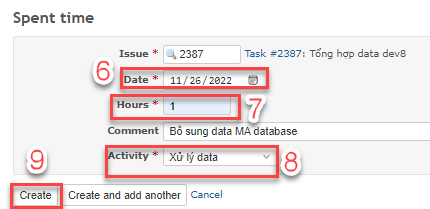 Spent time
Issue * 2387 Task #2387: Tổng hợp data dev8
6 Date * 11/26/2022
Hours * 1 7
Comment Bổ sung data MA database
Activity * Xử lý data 8
9
Create Create and add another Cancel